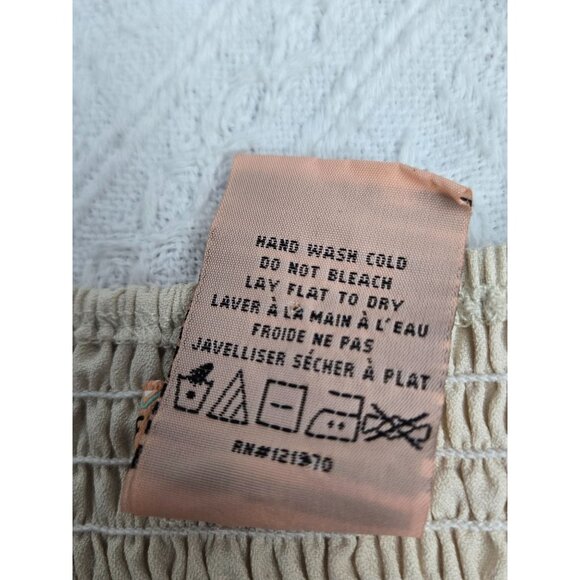 HAND WASH COLD
DO NOT BLEACH
LAY FLAT TO DRY
LAVER À LA MAIN À L'EAU
FROIDE NE PAS
JAVELLISER SÉCHER À PLAT
RN#121970